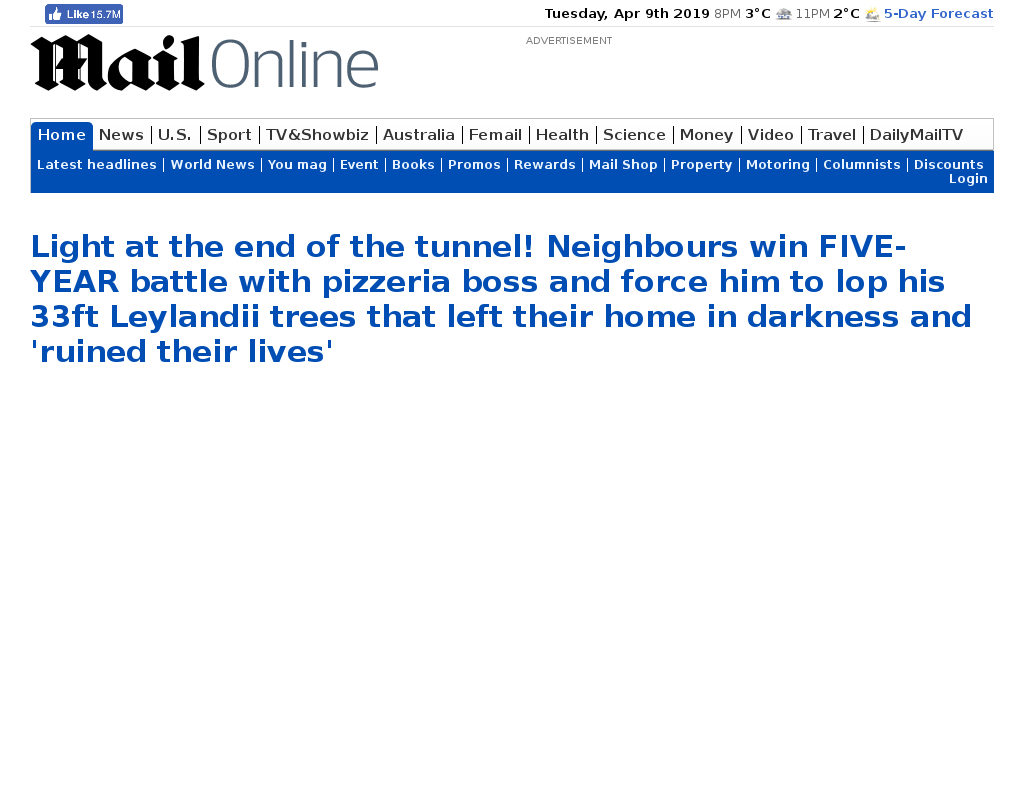 Like 15.7M
Tuesday, Apr 9th 2019 8PM 3°C 11PM 2°C 5-Day Forecast
ADVERTISEMENT
Mail Online
Home News U.S. Sport TV&Showbiz Australia Femail Health Science Money Video Travel DailyMailTV
Latest headlines World News You mag Event Books Promos Rewards Mail Shop Property Motoring Columnists Discounts
Login
Light at the end of the tunnel! Neighbours win FIVE-
YEAR battle with pizzeria boss and force him to lop his
33ft Leylandii trees that left their home in darkness and
'ruined their lives'